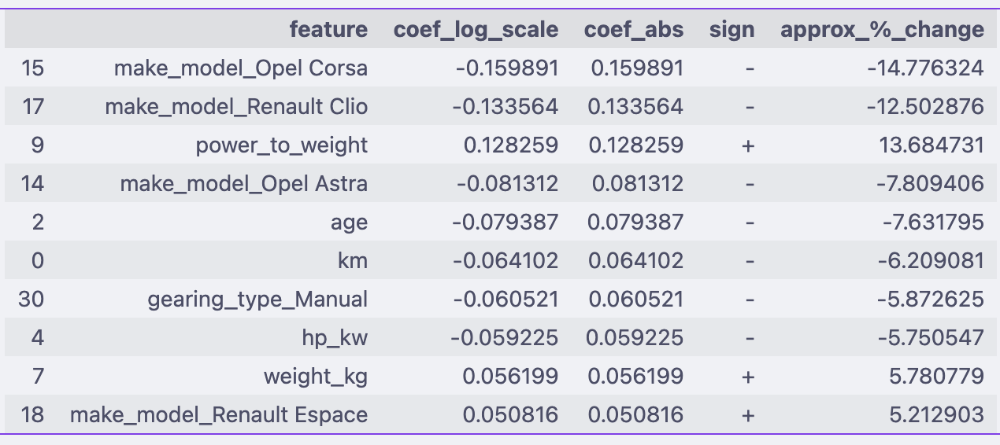 feature coef_log_scale coef_abs sign approx_%_change
15 make_model_Opel Corsa -0.159891 0.159891 - -14.776324
17 make_model_Renault Clio -0.133564 0.133564 - -12.502876
9 power_to_weight 0.128259 0.128259 + 13.684731
14 make_model_Opel Astra -0.081312 0.081312 - -7.809406
2 age -0.079387 0.079387 - -7.631795
0 km -0.064102 0.064102 - -6.209081
30 gearing_type_Manual -0.060521 0.060521 - -5.872625
4 hp_kw -0.059225 0.059225 - -5.750547
7 weight_kg 0.056199 0.056199 + 5.780779
18 make_model_Renault Espace 0.050816 0.050816 + 5.212903